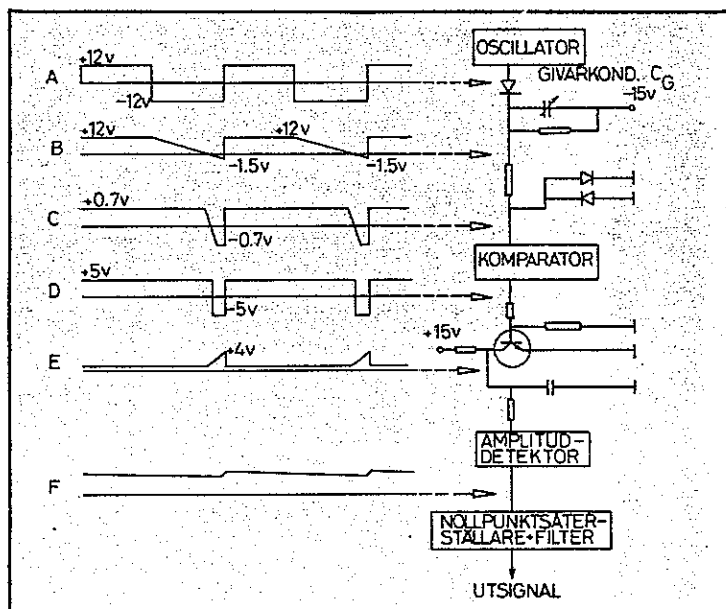 OSCILLATOR
GIVARKOND. CG
-15v
A
+12v
-12v
B
+12v
+12v
-1.5v
-1.5v
C
+0.7v
-0.7v
KOMPARATOR
D
+5v
-5v
+15v
E
+4v
AMPLITUD-
DETEKTOR
F
NOLLPUNKTSÅTER-
STÄLLARE+FILTER
UTSIGNAL